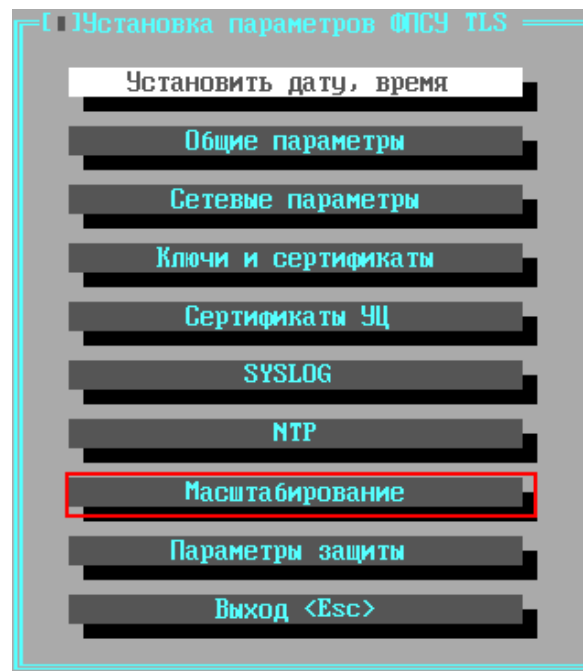 [▮]Установка параметров ФПСУ TLS
Установить дату, время
Общие параметры
Сетевые параметры
Ключи и сертификаты
Сертификаты УЦ
SYSLOG
NTP
Масштабирование
Параметры защиты
Выход <Esc>